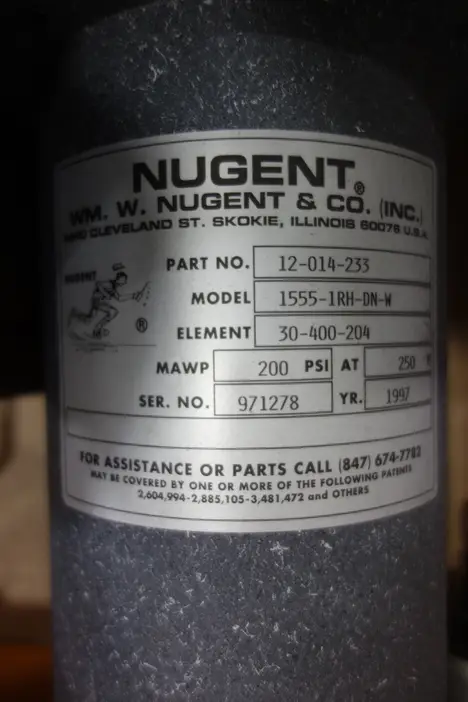 NUGENT®
WM. W. NUGENT & CO. (INC.)
CLEVELAND ST. SKOKIE, ILLINOIS 60076 U.S.A.
NUGENT
®
PART NO. 12-014-233
MODEL 1555-1RH-DN-W
ELEMENT 30-400-204
MAWP 200 PSI AT 250
SER. NO. 971278 YR. 1997
FOR ASSISTANCE OR PARTS CALL (847) 674-7782
MAY BE COVERED BY ONE OR MORE OF THE FOLLOWING PATENTS
2,604,994-2,885,105-3,481,472 and OTHERS